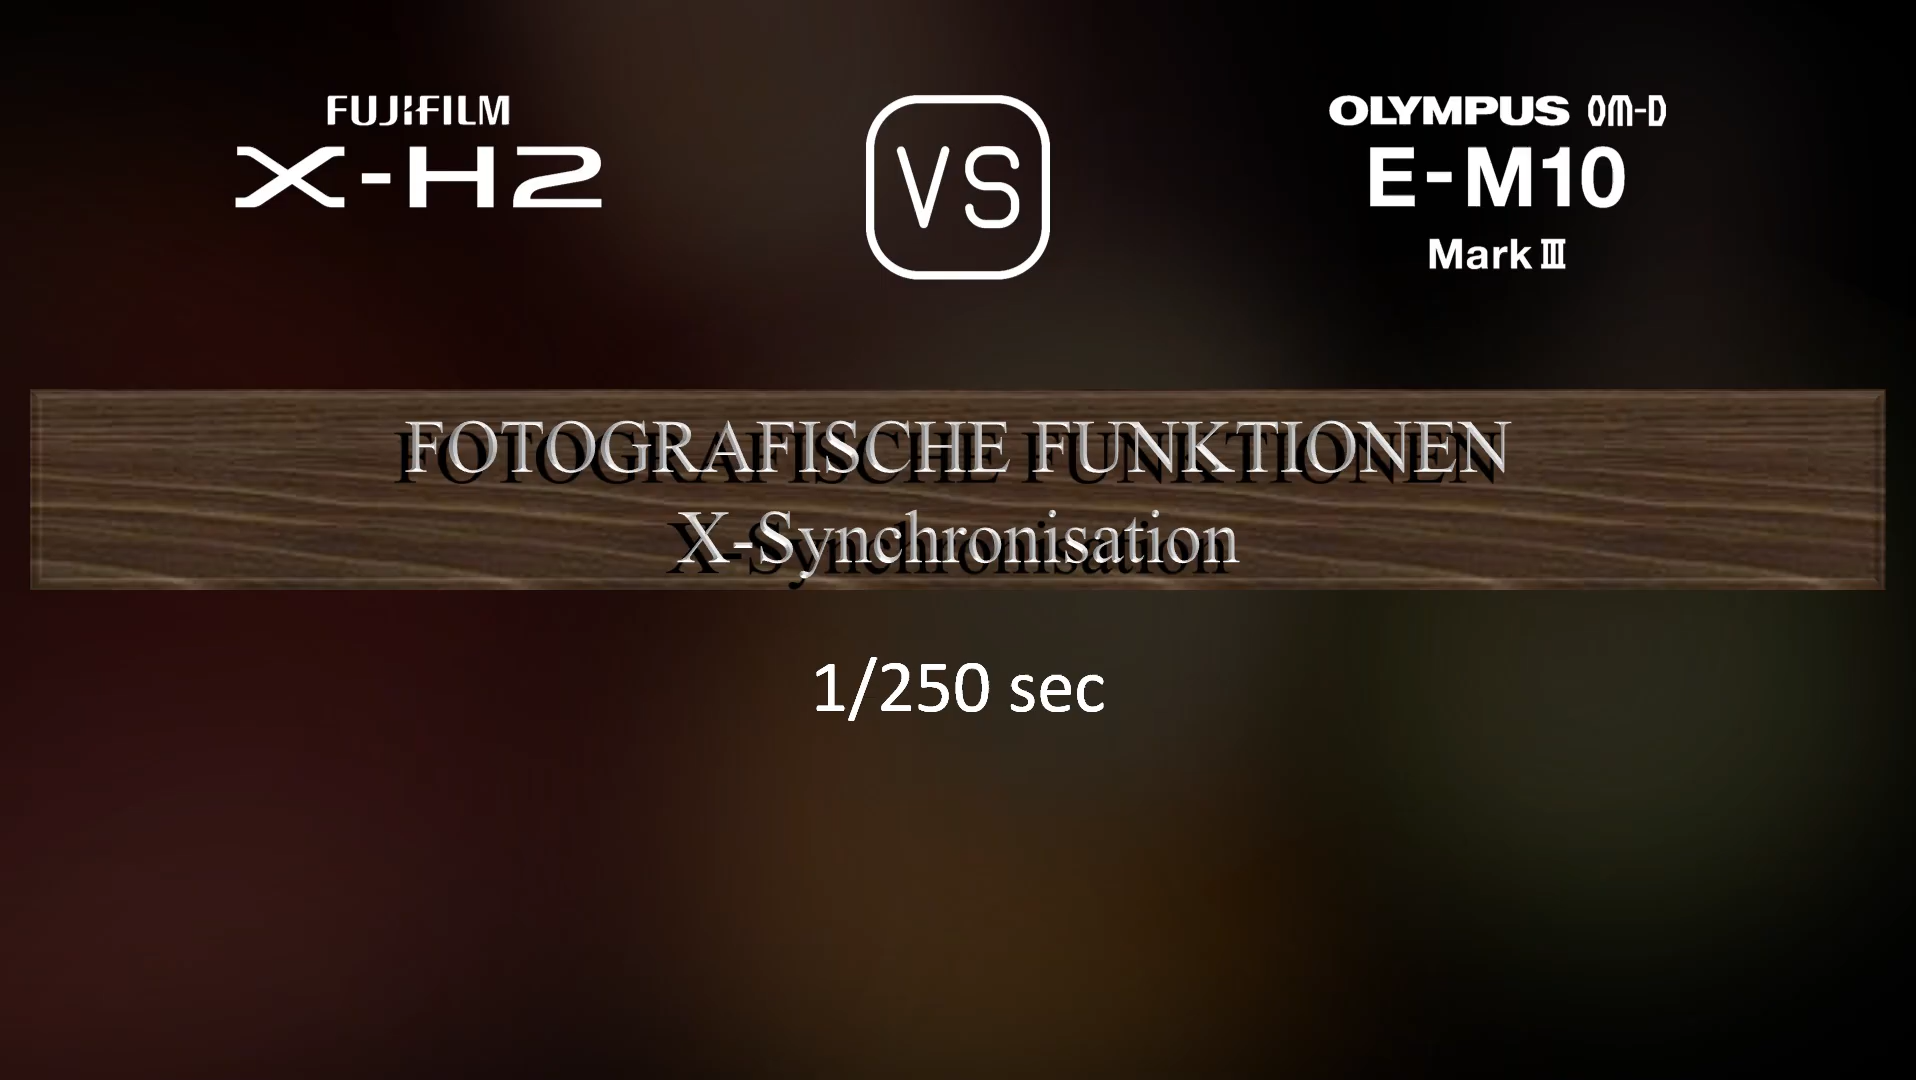 FUJIFILM
X-H2
VS
OLYMPUS OM-D
E-M10
Mark III
FOTOGRAFISCHE FUNKTIONEN
X-Synchronisation
1/250 sec